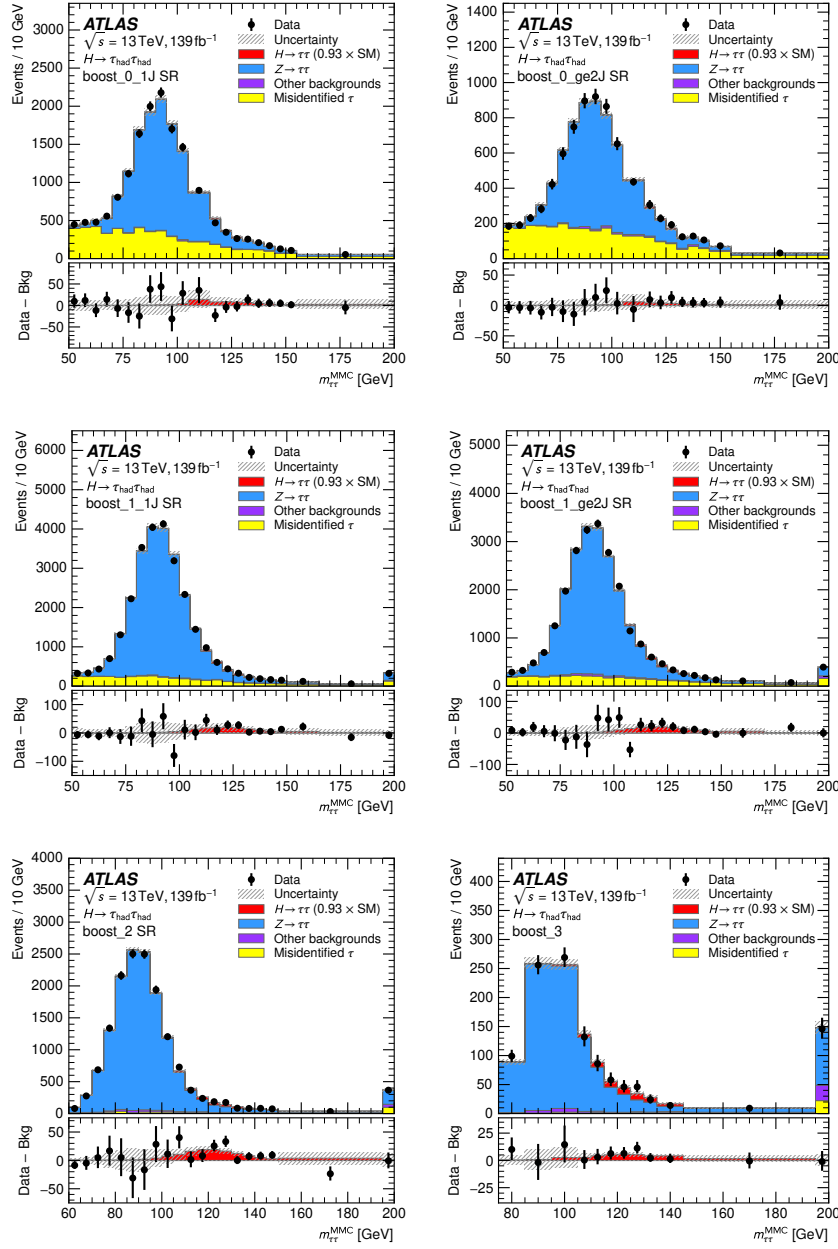 ATLAS
√s = 13 TeV, 139 fb⁻¹
H→ τhadτhad
boost_0_1J SR
Data
Uncertainty
H→ττ (0.93 × SM)
Z→ττ
Other backgrounds
Misidentified τ
Events / 10 GeV
3000
2500
2000
1500
1000
500
0
Data − Bkg
50
0
−50
50 75 100 125 150 175 200
mττMMC [GeV]
ATLAS
√s = 13 TeV, 139 fb⁻¹
H→ τhadτhad
boost_0_ge2J SR
Data
Uncertainty
H→ττ (0.93 × SM)
Z→ττ
Other backgrounds
Misidentified τ
Events / 10 GeV
1400
1200
1000
800
600
400
200
0
Data − Bkg
50
0
−50
50 75 100 125 150 175 200
mττMMC [GeV]
ATLAS
√s = 13 TeV, 139 fb⁻¹
H→ τhadτhad
boost_1_1J SR
Data
Uncertainty
H→ττ (0.93 × SM)
Z→ττ
Other backgrounds
Misidentified τ
Events / 10 GeV
6000
5000
4000
3000
2000
1000
0
Data − Bkg
100
0
−100
50 75 100 125 150 175 200
mττMMC [GeV]
ATLAS
√s = 13 TeV, 139 fb⁻¹
H→ τhadτhad
boost_1_ge2J SR
Data
Uncertainty
H→ττ (0.93 × SM)
Z→ττ
Other backgrounds
Misidentified τ
Events / 10 GeV
5000
4000
3000
2000
1000
0
Data − Bkg
100
0
−100
50 75 100 125 150 175 200
mττMMC [GeV]
ATLAS
√s = 13 TeV, 139 fb⁻¹
H→ τhadτhad
boost_2 SR
Data
Uncertainty
H→ττ (0.93 × SM)
Z→ττ
Other backgrounds
Misidentified τ
Events / 10 GeV
4000
3500
3000
2500
2000
1500
1000
500
0
Data − Bkg
50
0
−50
60 80 100 120 140 160 180 200
mττMMC [GeV]
ATLAS
√s = 13 TeV, 139 fb⁻¹
H→ τhadτhad
boost_3
Data
Uncertainty
H→ττ (0.93 × SM)
Z→ττ
Other backgrounds
Misidentified τ
Events / 10 GeV
400
350
300
250
200
150
100
50
0
Data − Bkg
25
0
−25
80 100 120 140 160 180 200
mττMMC [GeV]